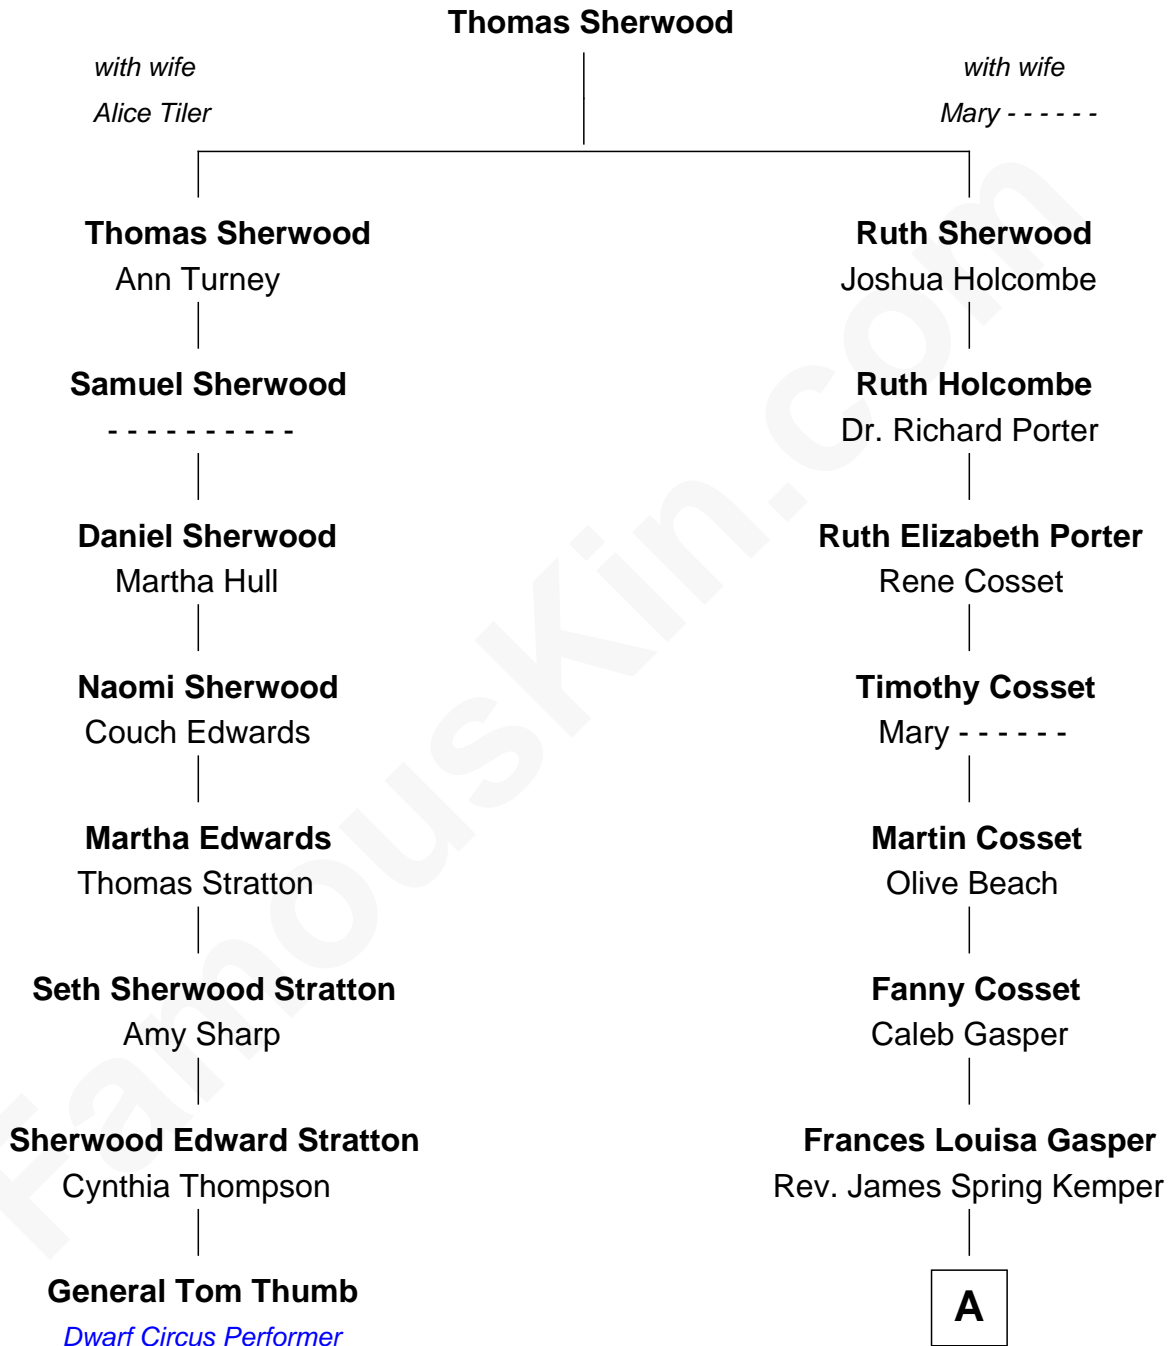 Thomas Sherwood
with wife
Alice Tiler
with wife
Mary - - - - - -
Thomas Sherwood
Ann Turney
Samuel Sherwood
- - - - - - - - - -
Daniel Sherwood
Martha Hull
Naomi Sherwood
Couch Edwards
Martha Edwards
Thomas Stratton
Seth Sherwood Stratton
Amy Sharp
Sherwood Edward Stratton
Cynthia Thompson
General Tom Thumb
Dwarf Circus Performer
Ruth Sherwood
Joshua Holcombe
Ruth Holcombe
Dr. Richard Porter
Ruth Elizabeth Porter
Rene Cosset
Timothy Cosset
Mary - - - - - -
Martin Cosset
Olive Beach
Fanny Cosset
Caleb Gasper
Frances Louisa Gasper
Rev. James Spring Kemper
A
FamousKin.com